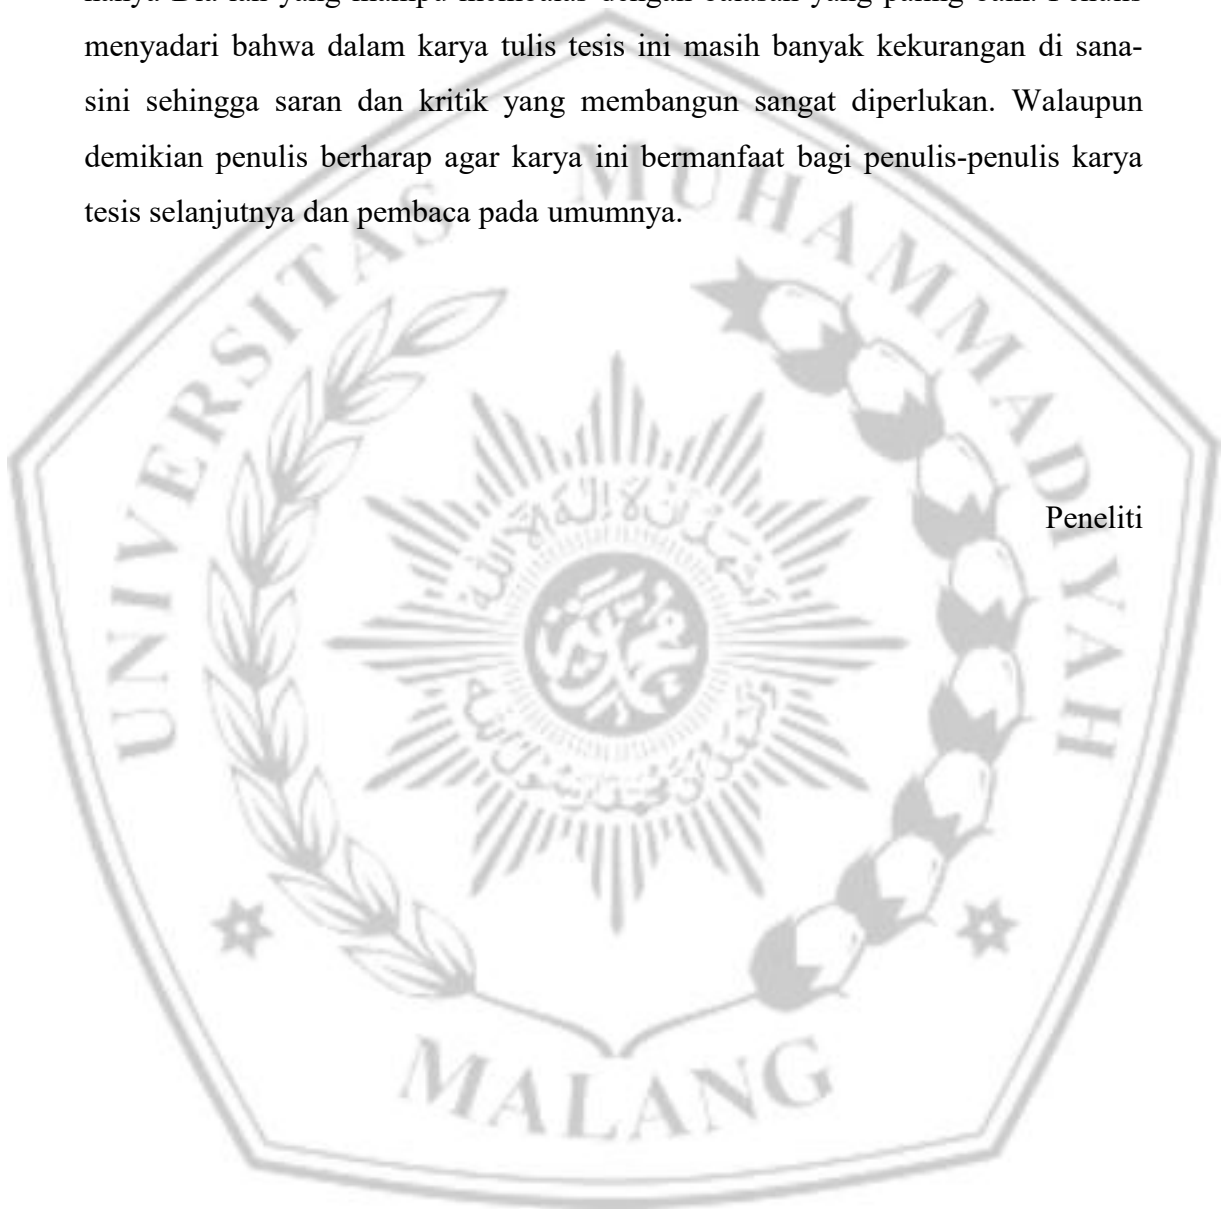 menyadari bahwa dalam karya tulis tesis ini masih banyak kekurangan di sana-
sini sehingga saran dan kritik yang membangun sangat diperlukan. Walaupun
demikian penulis berharap agar karya ini bermanfaat bagi penulis-penulis karya
tesis selanjutnya dan pembaca pada umumnya.
UNIVERSITAS MUHAMMADIYAH
Peneliti
MALANG